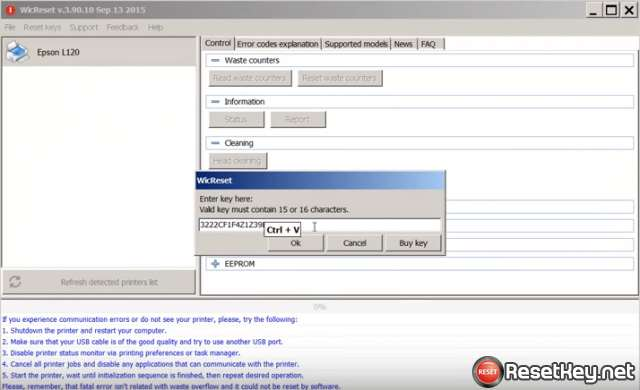 WicReset v.3.90.10 Sep 13 2015
File Reset keys Support Feedback Help
Epson L120
Control Error codes explanation Supported models News FAQ
Waste counters
Read waste counters Reset waste counters
Information
Status Report
Cleaning
Head cleaning
WicReset
Enter key here:
Valid key must contain 15 or 16 characters.
3222CF1F4Z1Z39
Ctrl + V
Ok Cancel Buy key
EEPROM
Refresh detected printers list
0%
If you experience communication errors or do not see your printer, please, try the following:
1. Shutdown the printer and restart your computer.
2. Make sure that your USB cable is of the good quality and try to use another USB port.
3. Disable printer status monitor via printing preferences or task manager.
4. Cancel all printer jobs and disable any applications that can communicate with the printer.
5. Start the printer, wait until initialization sequence is finished, then repeat desired operation.
Please, remember, that fatal error isn't related with waste overflow and it could not be reset by software.
RESET
ResetKey.net